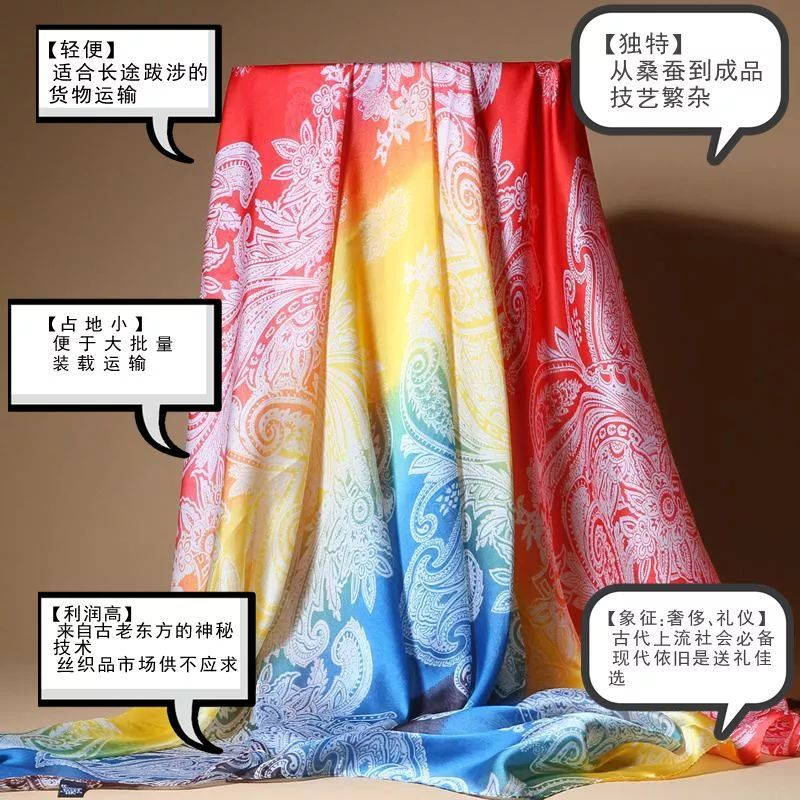 【轻便】
适合长途跋涉的
货物运输
【独特】
从桑蚕到成品
技艺繁杂
【占地小】
便于大批量
装载运输
【利润高】
来自古老东方的神秘
技术
丝织品市场供不应求
【象征:奢侈、礼仪】
古代上流社会必备
现代依旧是送礼佳
选